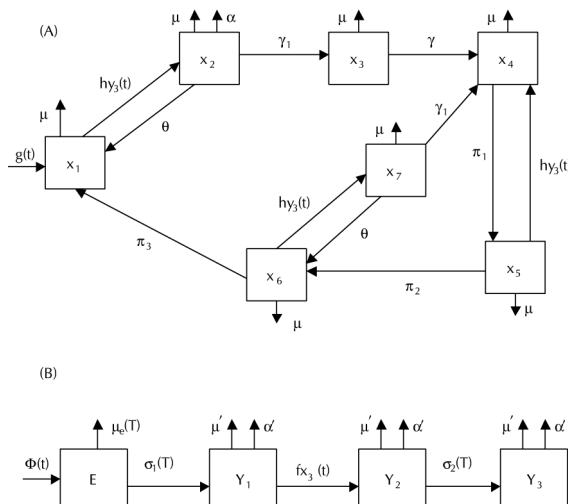 (A)
μ
μ α
μ
μ
x₂
γ₁
x₃
γ
x₄
hy₃(t)
θ
μ
g(t)
x₁
μ
γ₁
x₇
π₁
hy₃(t)
hy₃(t)
θ
π₃
x₆
π₂
x₅
μ
μ
(B)
μₑ(T)
μ′ α′
μ′ α′
μ′ α′
Φ(t)
E
σ₁(T)
Y₁
fx₃ (t)
Y₂
σ₂(T)
Y₃